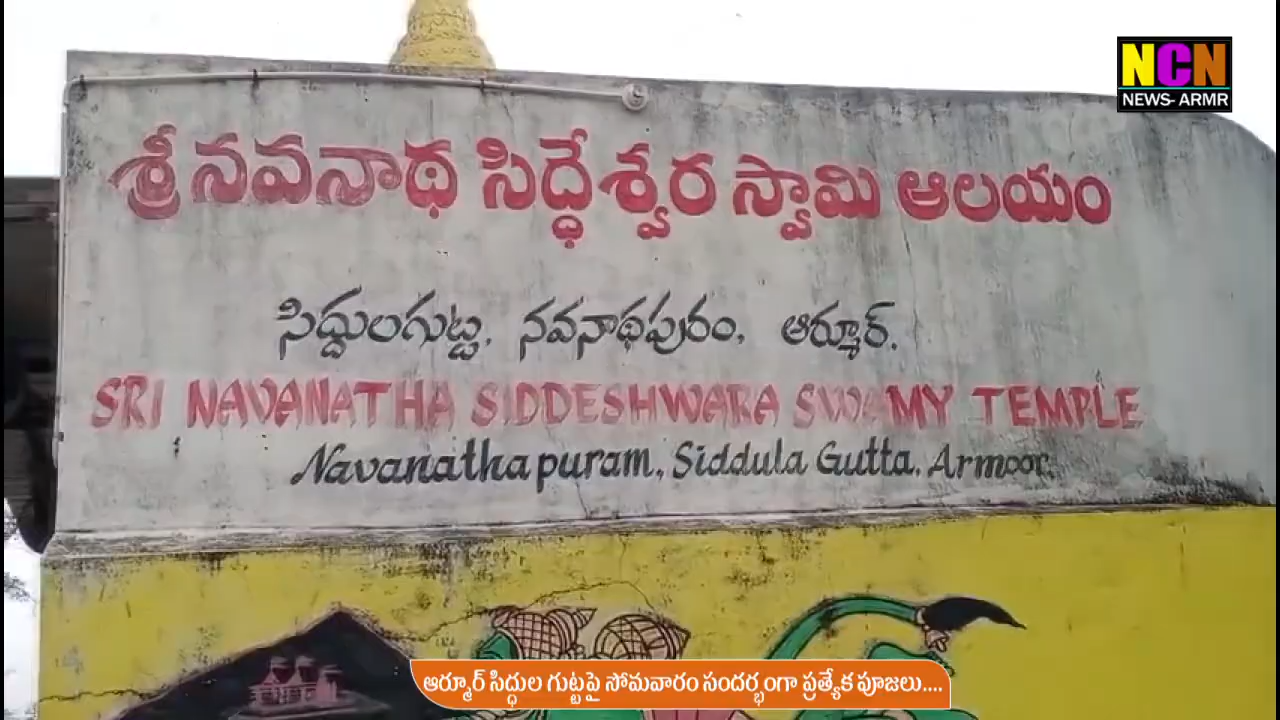 NCN
NEWS- ARMR
శ్రీ నవనాథ సిద్ధేశ్వర స్వామి ఆలయం
సిద్దులగుట్ట, నవనాథపురం, ఆర్మూర్.
SRI NAVANATHA SIDDESHWARA SWAMY TEMPLE
Navanathapuram, Siddula Gutta, Armoor.
ఆర్మూర్ సిద్ధుల గుట్టపై సోమవారం సందర్భంగా ప్రత్యేక పూజలు....